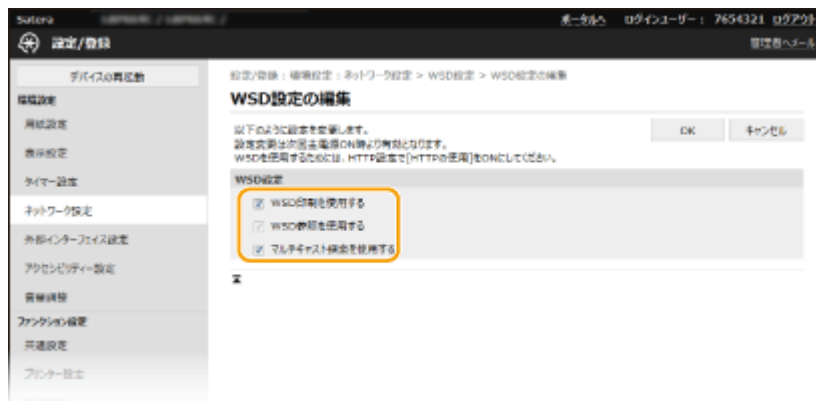 Satera
ポータルへ ログインユーザー: 7654321 ログアウト
設定/登録
管理者へメール
デバイスの再起動
設定/登録 : 環境設定 : ネットワーク設定 > WSD設定 > WSD設定の編集
環境設定
WSD設定の編集
用紙設定
以下のように設定を変更します。
OK キャンセル
設定変更は次回主電源ON時より有効となります。
表示設定
WSDを使用するためには、HTTP設定で[HTTPの使用]をONにしてください。
タイマー設定
WSD設定
WSD印刷を使用する
ネットワーク設定
WSD参照を使用する
外部インターフェイス設定
マルチキャスト探索を使用する
アクセシビリティー設定
音量調整
ファンクション設定
共通設定
プリンター設定